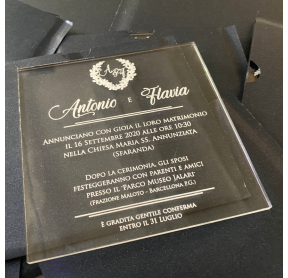 A&F
Antonio e Flavia
Annunciano con gioia il loro matrimonio
il 16 Settembre 2020 alle ore 10:30
nella Chiesa Maria SS. Annunziata
(Sfaranda)
Dopo la cerimonia, gli sposi
festeggeranno con parenti e amici
presso il "Parco Museo Jalari"
(Frazione Maloto - Barcellona P.G.)
È gradita gentile conferma
entro il 31 Luglio